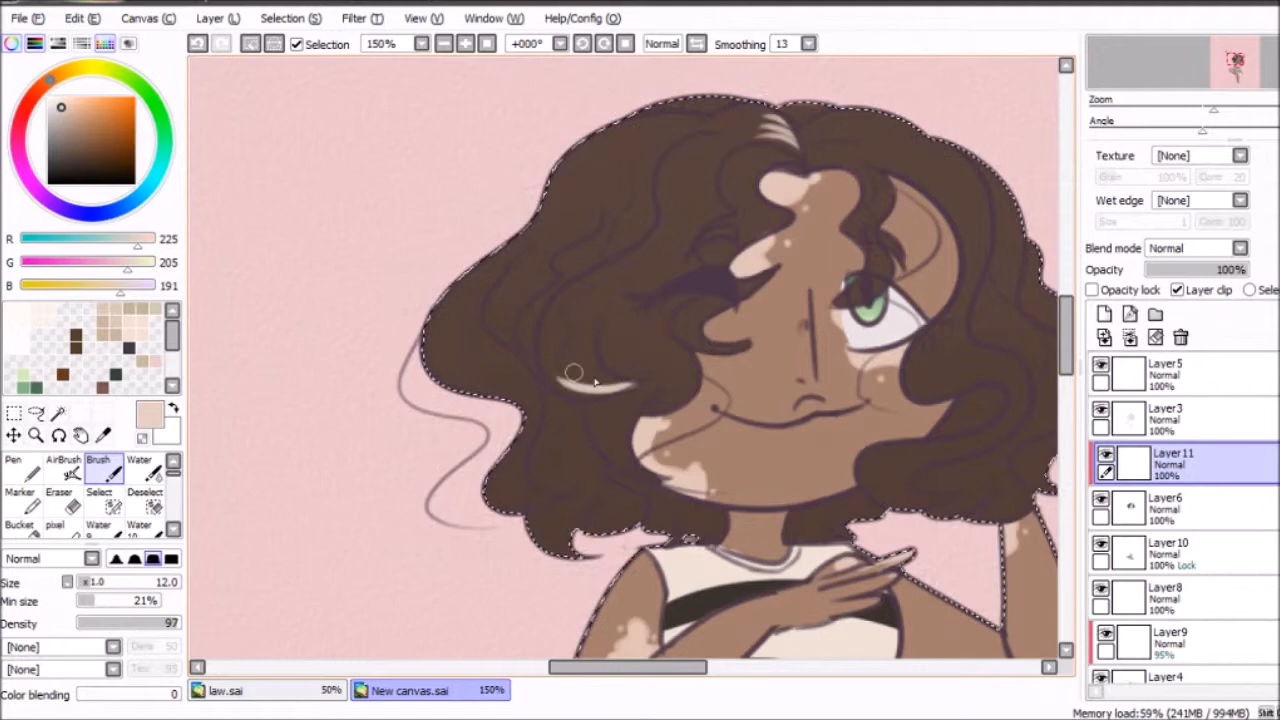 File (F) Edit (E) Canvas (C) Layer (L) Selection (S) Filter (T) View (V) Window (W) Help/Config (O)
Selection 150% +000° Normal Smoothing 13
Zoom
Angle
Texture [None]
100% 20
Wet edge [None]
Size 1 100
Blend mode Normal
Opacity 100%
Opacity lock Layer clip Sele
R 225
G 205
B 191
Layer5
Normal
100%
Layer3
Normal
100%
Layer11
Normal
100%
Layer6
Normal
100%
Layer10
Normal
100% Lock
Layer8
Normal
100%
Layer9
Normal
95%
Layer4
Pen AirBrush Brush Water
Marker Eraser Select Deselect
Bucket pixel Water Water
Normal
Size x1.0 12.0
Min size 21%
Density 97
[None] 50
[None] 95
Color blending 0
law.sai 50% New canvas.sai 150%
Memory load:59% (241MB / 994MB)